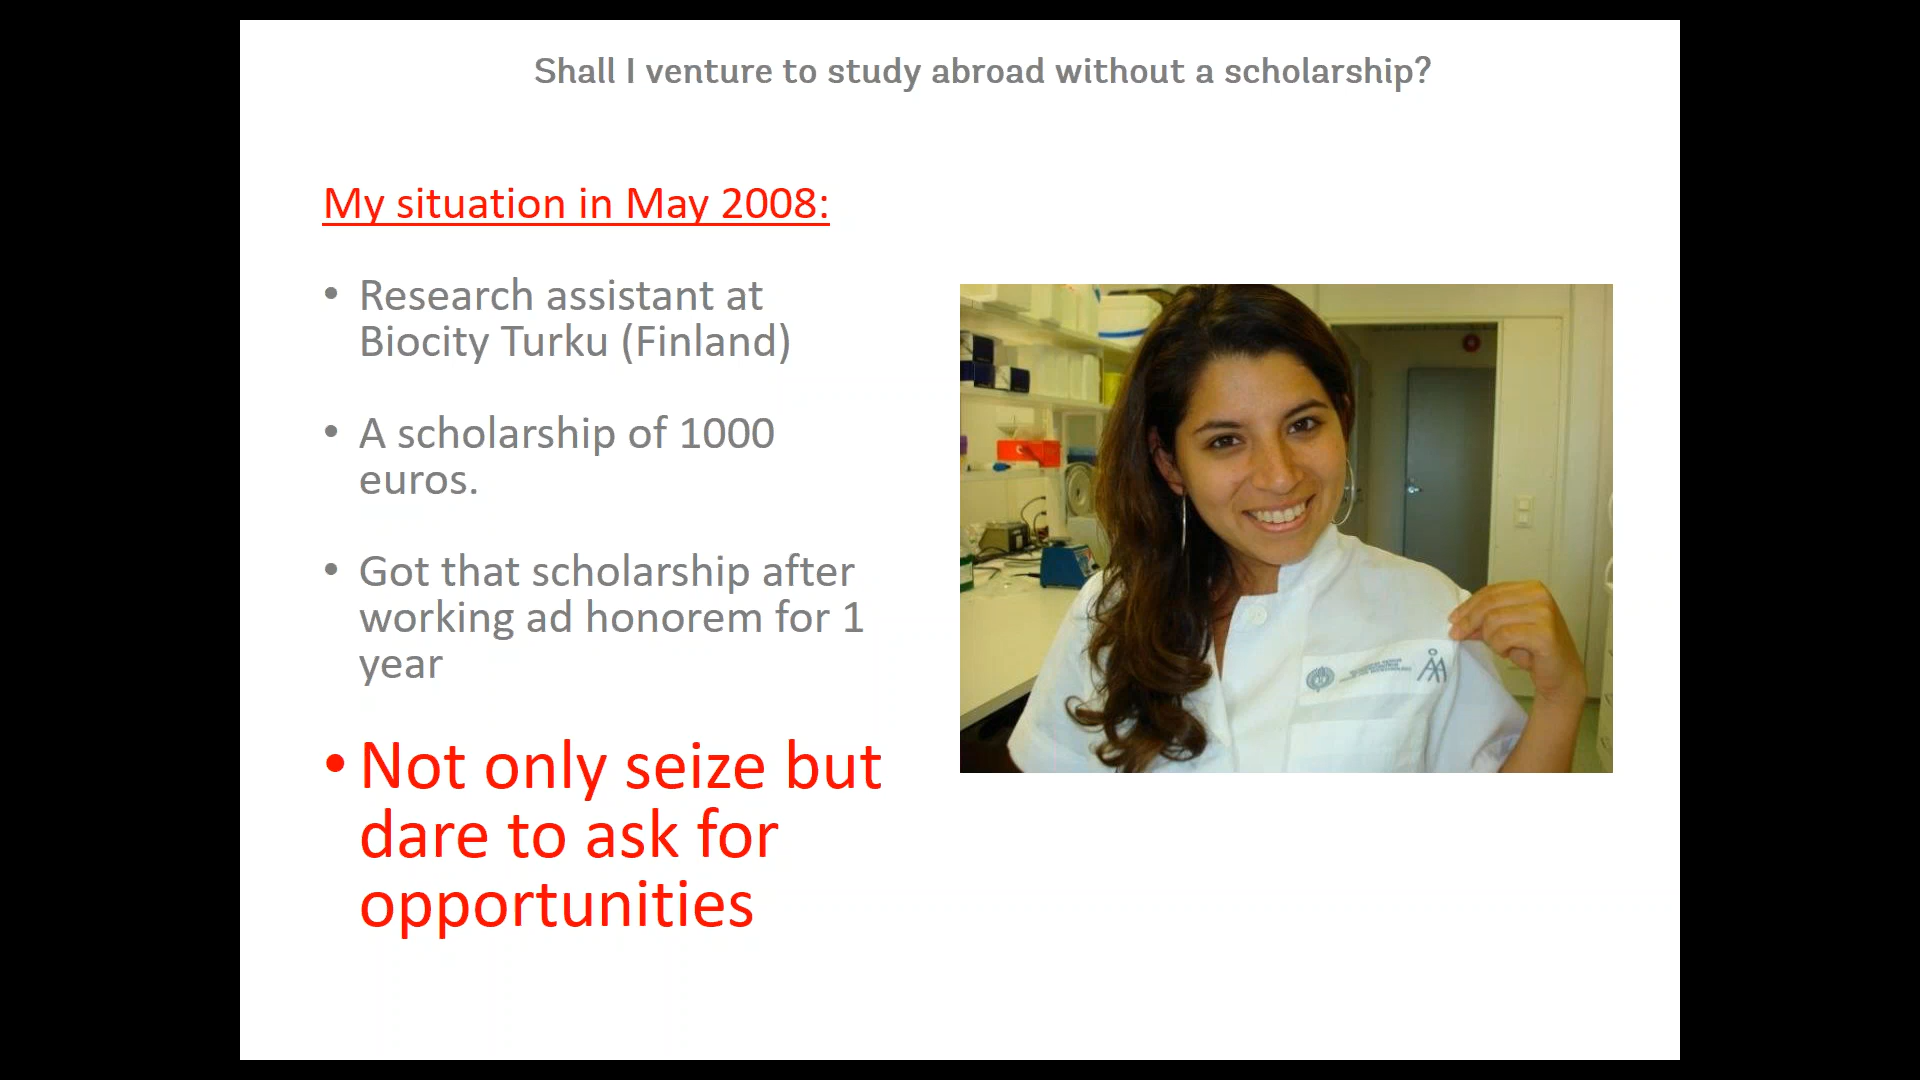 Shall I venture to study abroad without a scholarship?
My situation in May 2008:
• Research assistant at
Biocity Turku (Finland)
• A scholarship of 1000
euros.
• Got that scholarship after
working ad honorem for 1
year
• Not only seize but
dare to ask for
opportunities